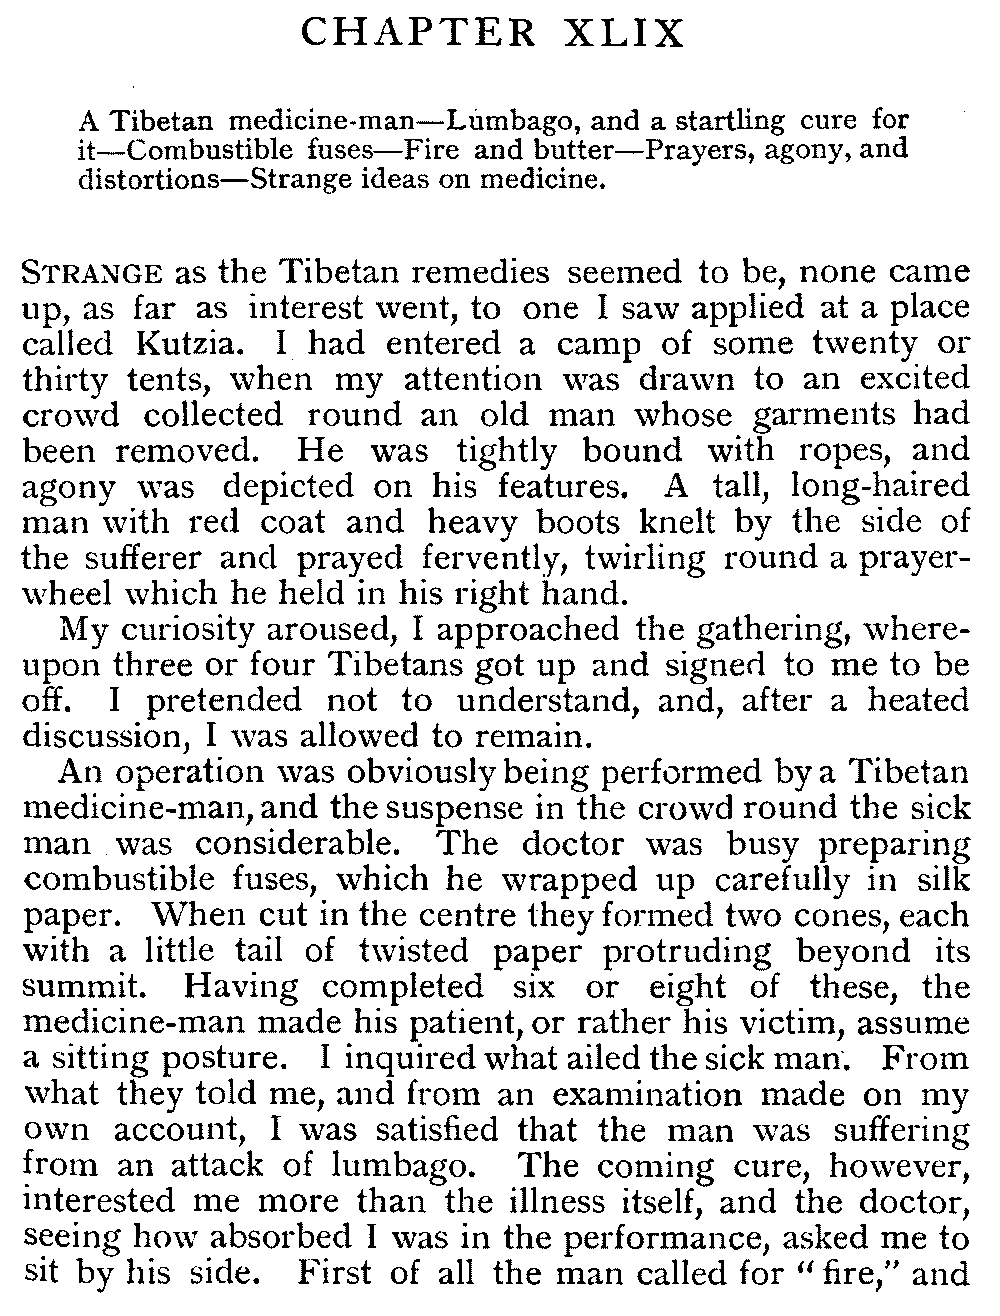 CHAPTER XLIX
A Tibetan medicine-man—Lumbago, and a startling cure for
it—Combustible fuses—Fire and butter—Prayers, agony, and
distortions—Strange ideas on medicine.
STRANGE as the Tibetan remedies seemed to be, none came
up, as far as interest went, to one I saw applied at a place
called Kutzia. I had entered a camp of some twenty or
thirty tents, when my attention was drawn to an excited
crowd collected round an old man whose garments had
been removed. He was tightly bound with ropes, and
agony was depicted on his features. A tall, long-haired
man with red coat and heavy boots knelt by the side of
the sufferer and prayed fervently, twirling round a prayer-
wheel which he held in his right hand.
My curiosity aroused, I approached the gathering, where-
upon three or four Tibetans got up and signed to me to be
off. I pretended not to understand, and, after a heated
discussion, I was allowed to remain.
An operation was obviously being performed by a Tibetan
medicine-man, and the suspense in the crowd round the sick
man was considerable. The doctor was busy preparing
combustible fuses, which he wrapped up carefully in silk
paper. When cut in the centre they formed two cones, each
with a little tail of twisted paper protruding beyond its
summit. Having completed six or eight of these, the
medicine-man made his patient, or rather his victim, assume
a sitting posture. I inquired what ailed the sick man. From
what they told me, and from an examination made on my
own account, I was satisfied that the man was suffering
from an attack of lumbago. The coming cure, however,
interested me more than the illness itself, and the doctor,
seeing how absorbed I was in the performance, asked me to
sit by his side. First of all the man called for “fire,” and